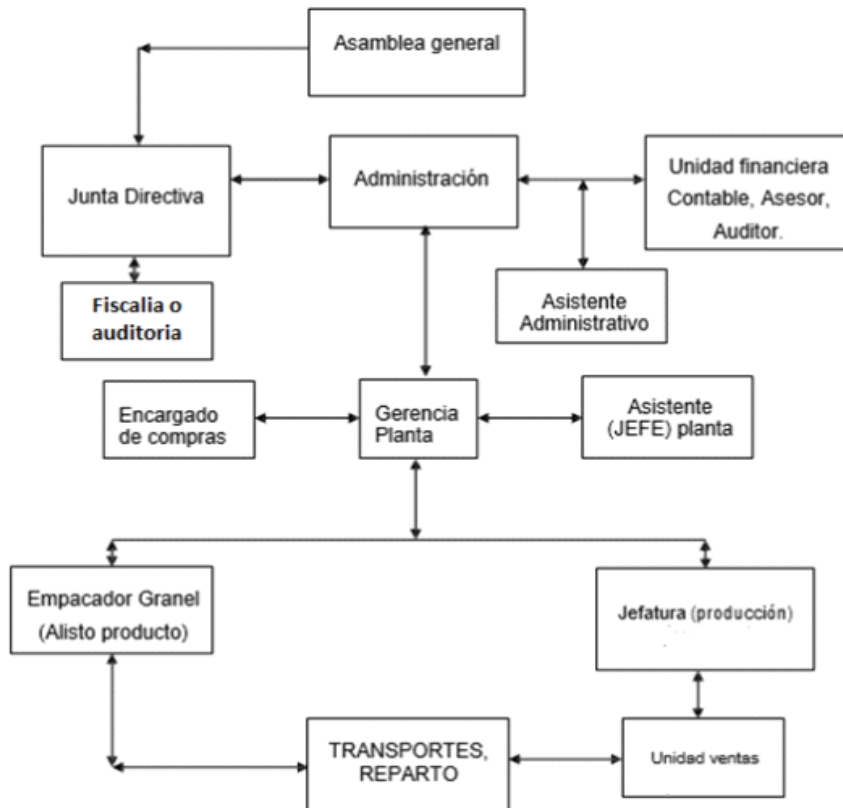 Asamblea general
Junta Directiva
Administración
Unidad financiera
Contable, Asesor,
Auditor.
Fiscalia o
auditoria
Asistente
Administrativo
Encargado
de compras
Gerencia
Planta
Asistente
(JEFE) planta
Empacador Granel
(Alisto producto)
Jefatura (producción)
TRANSPORTES,
REPARTO
Unidad ventas